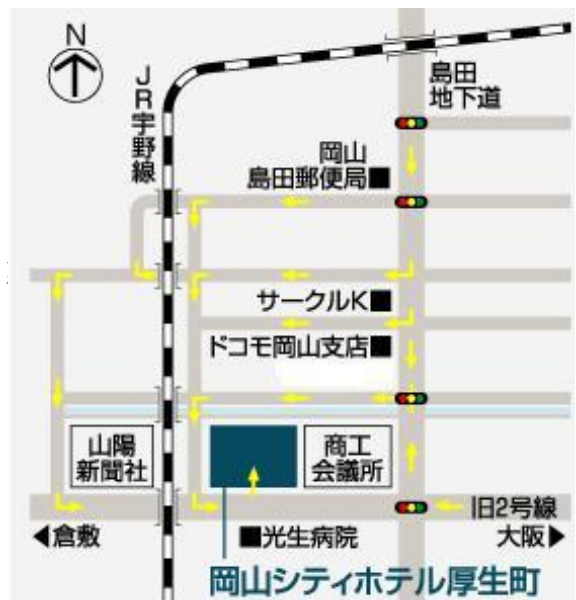 N
JR宇野線
島田
地下道
岡山
島田郵便局■
サークルK■
ドコモ岡山支店■
山陽
新聞社
商工
会議所
旧2号線
◀倉敷
■光生病院
大阪▶
岡山シティホテル厚生町